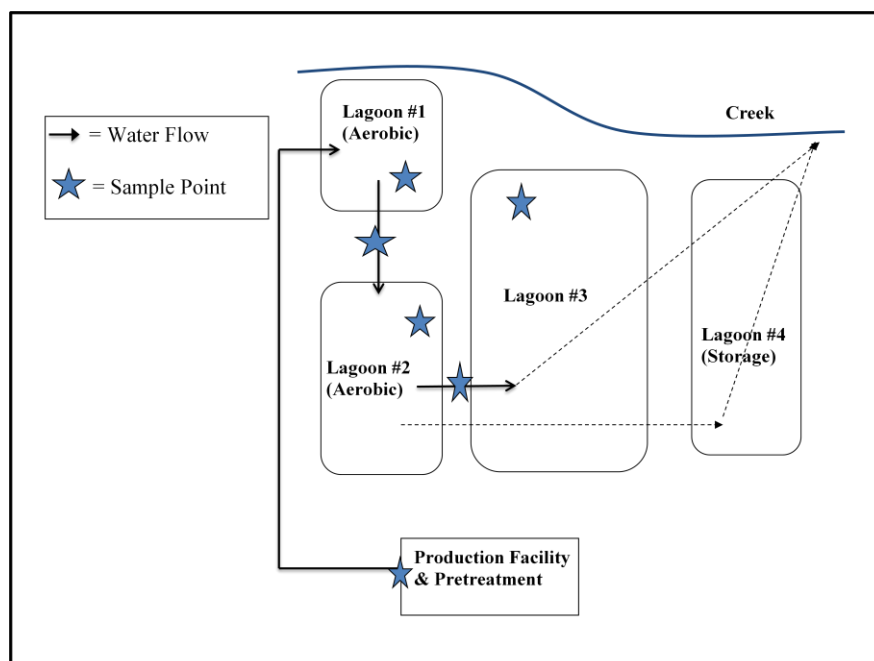 Lagoon #1
(Aerobic)
Creek
= Water Flow
= Sample Point
Lagoon #3
Lagoon #4
(Storage)
Lagoon #2
(Aerobic)
Production Facility
& Pretreatment